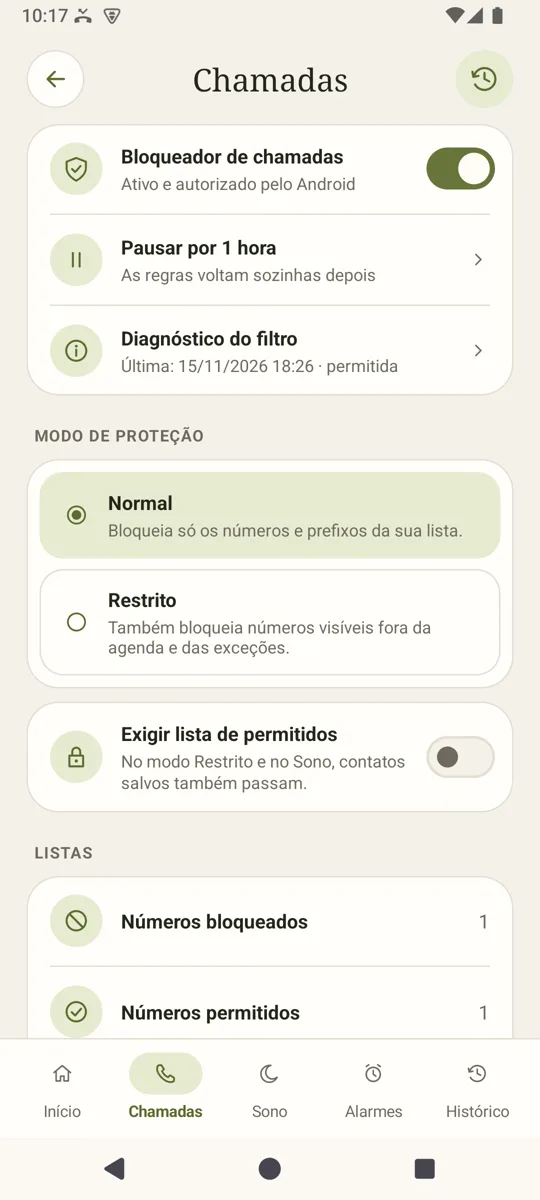 10:17
Chamadas
Bloqueador de chamadas
Ativo e autorizado pelo Android
Pausar por 1 hora
As regras voltam sozinhas depois
Diagnóstico do filtro
Última: 15/11/2026 18:26 · permitida
MODO DE PROTEÇÃO
Normal
Bloqueia só os números e prefixos da sua lista.
Restrito
Também bloqueia números visíveis fora da
agenda e das exceções.
Exigir lista de permitidos
No modo Restrito e no Sono, contatos
salvos também passam.
LISTAS
Números bloqueados 1
Números permitidos 1
Início Chamadas Sono Alarmes Histórico